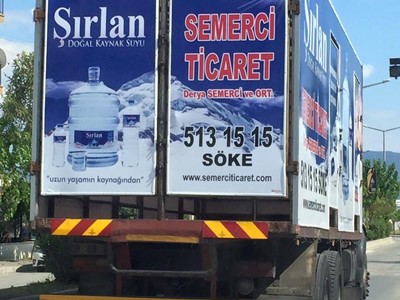 Şırlan
DOĞAL KAYNAK SUYU
Şırlan
"uzun yaşamın kaynağından"
SEMERCİ
TİCARET
Derya SEMERCİ ve ORT.
513 15 15
SÖKE
www.semerciticaret.com
Şırlan